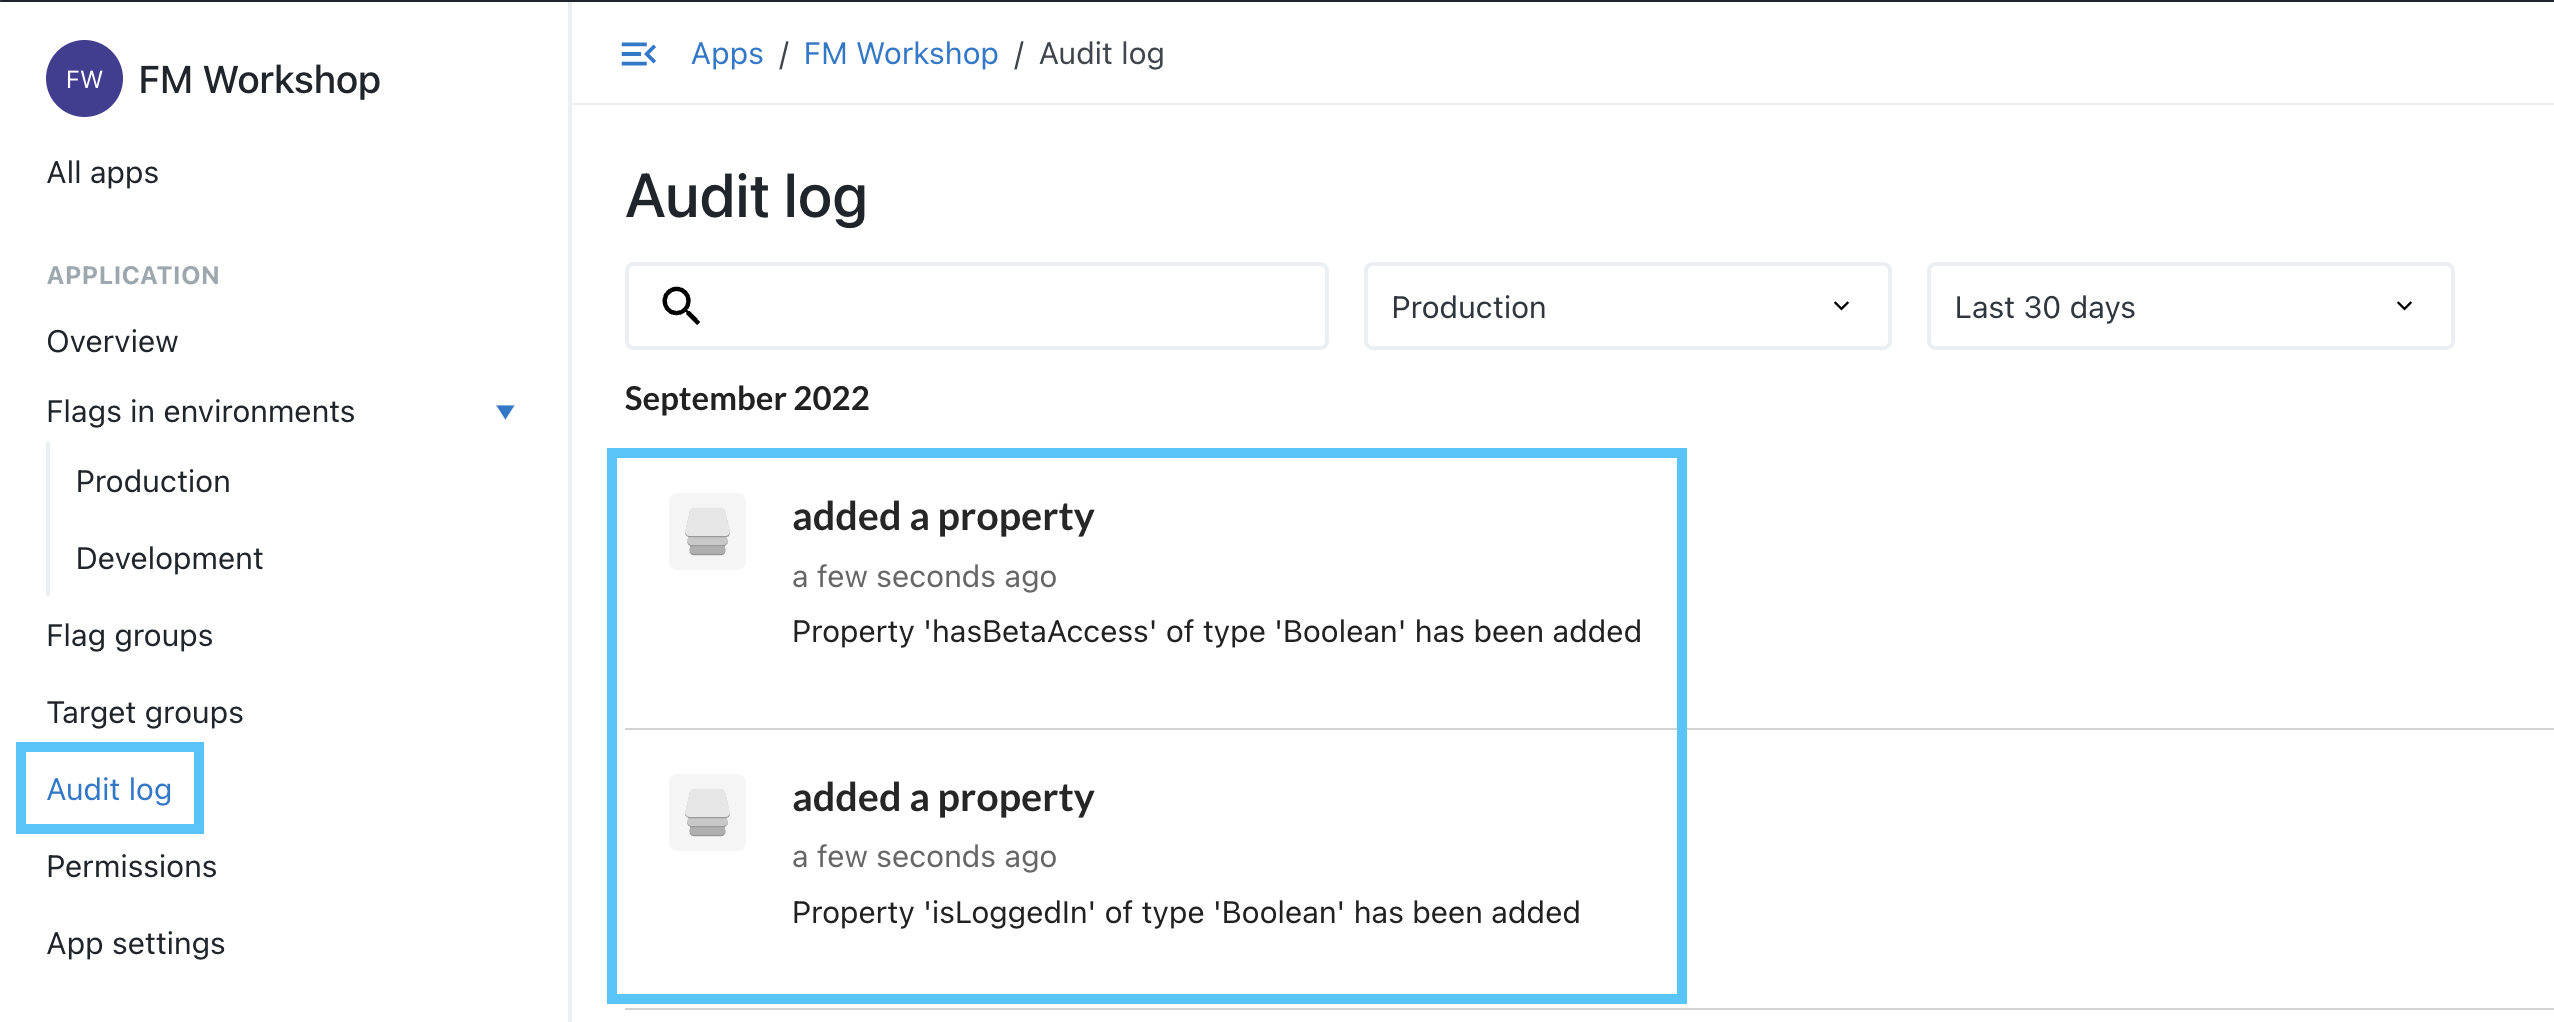 FW FM Workshop
All apps
APPLICATION
Overview
Flags in environments
Production
Development
Flag groups
Target groups
Audit log
Permissions
App settings
Apps / FM Workshop / Audit log
Audit log
Production
Last 30 days
September 2022
added a property
a few seconds ago
Property 'hasBetaAccess' of type 'Boolean' has been added
added a property
a few seconds ago
Property 'isLoggedIn' of type 'Boolean' has been added